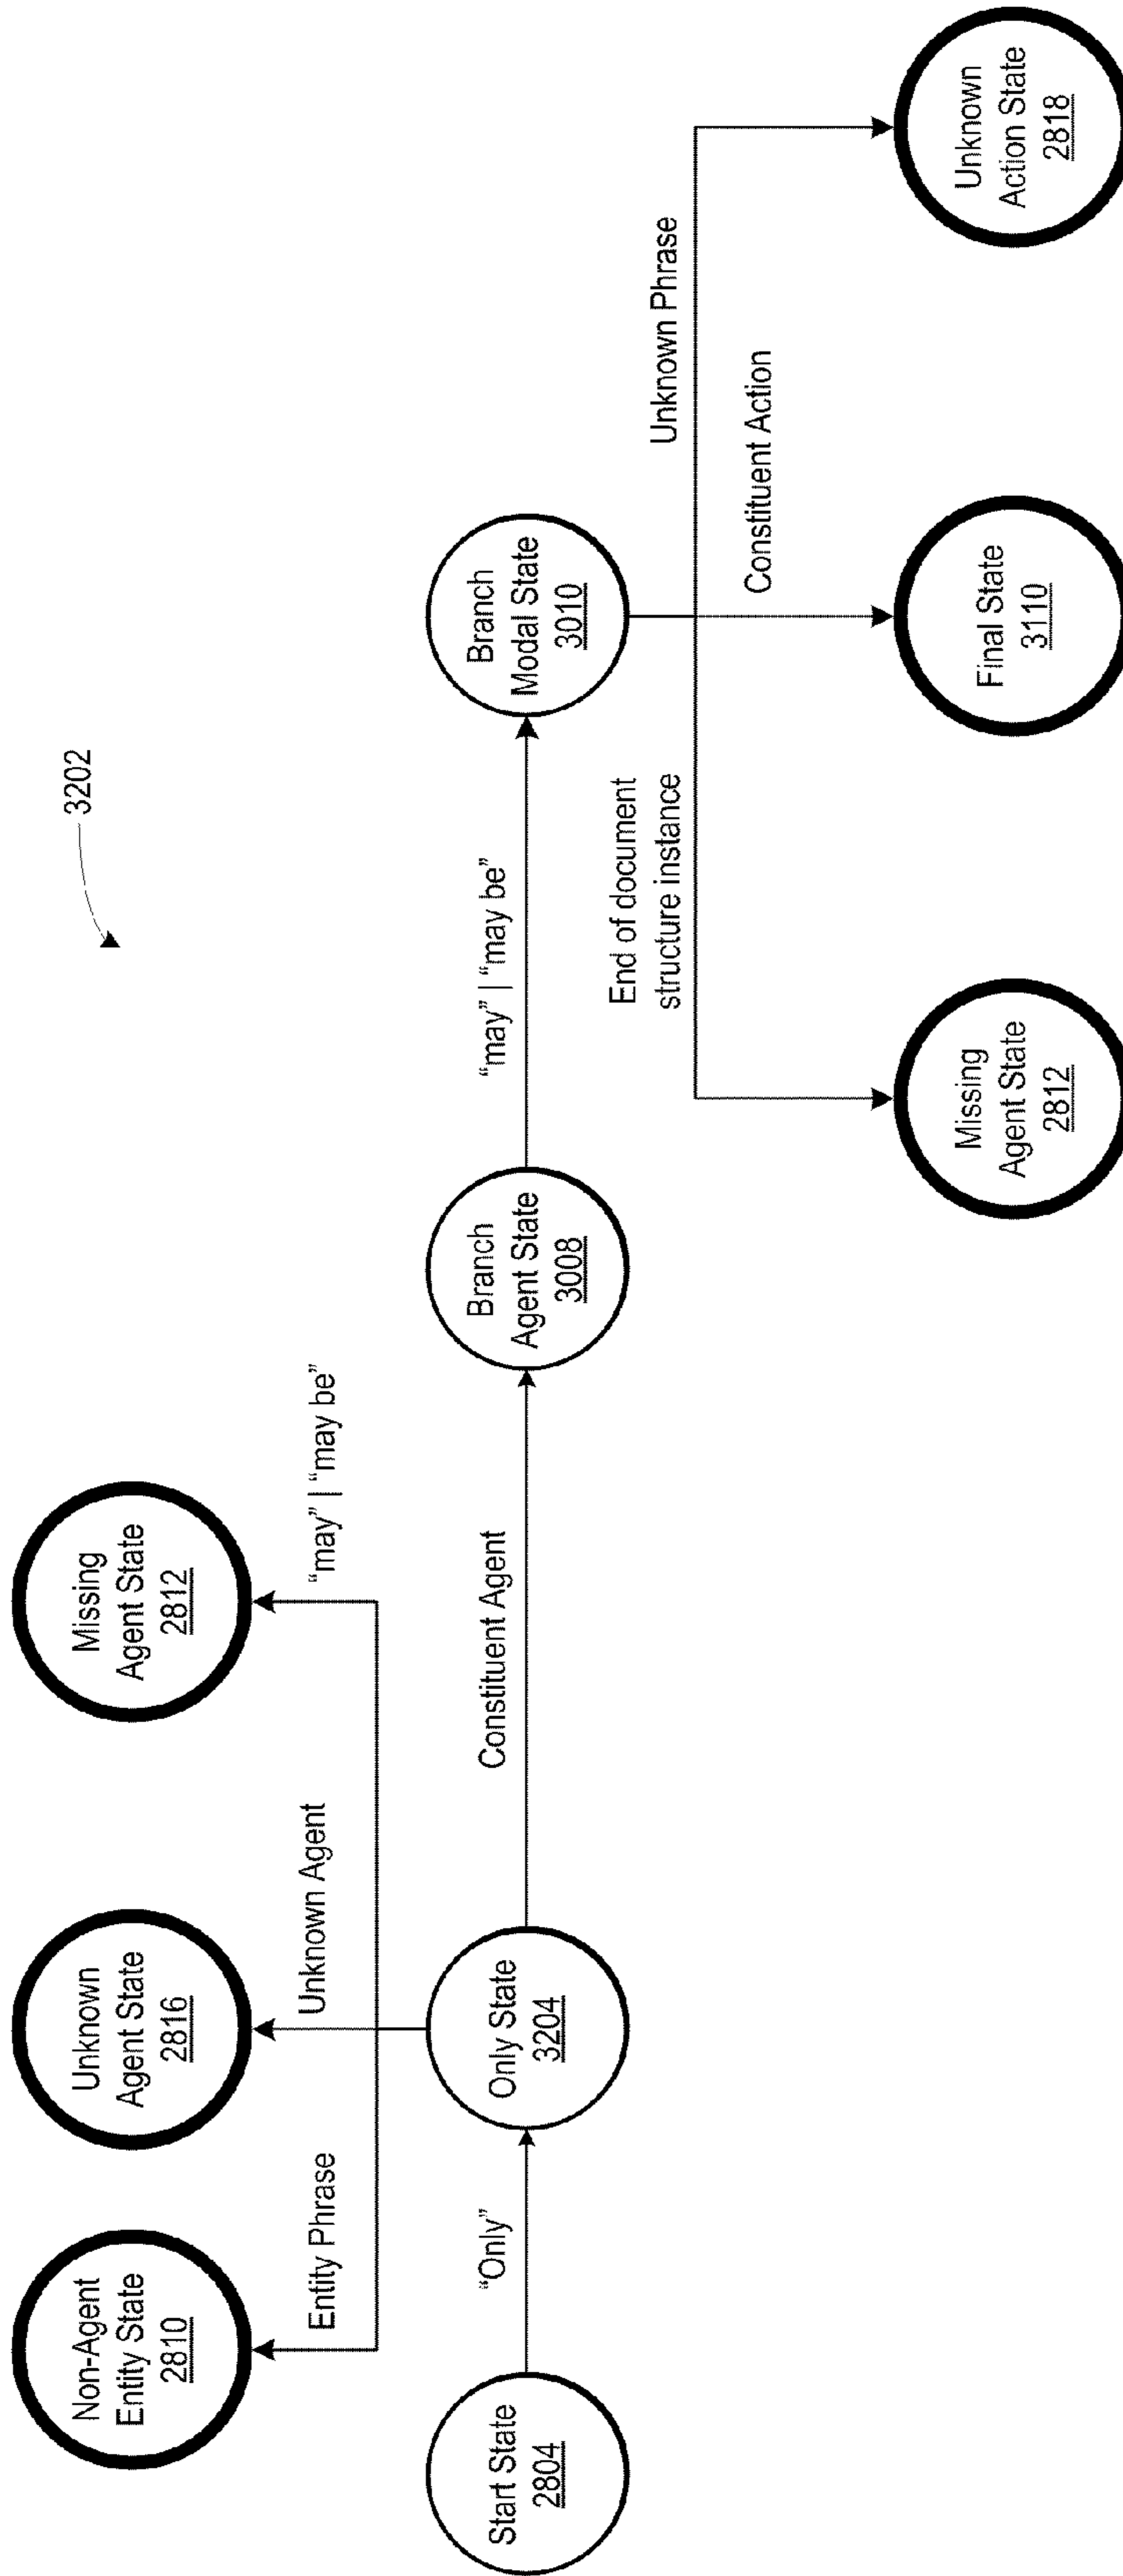 3202
Non-Agent
Entity State
2810
Unknown
Agent State
2816
Missing
Agent State
2812
Entity Phrase
Unknown Agent
“may” | “may be”
Start State
2804
“Only”
Only State
3204
Constituent Agent
Branch
Agent State
3008
“may” | “may be”
Branch
Modal State
3010
End of document
structure instance
Unknown Phrase
Constituent Action
Missing
Agent State
2812
Final State
3110
Unknown
Action State
2818